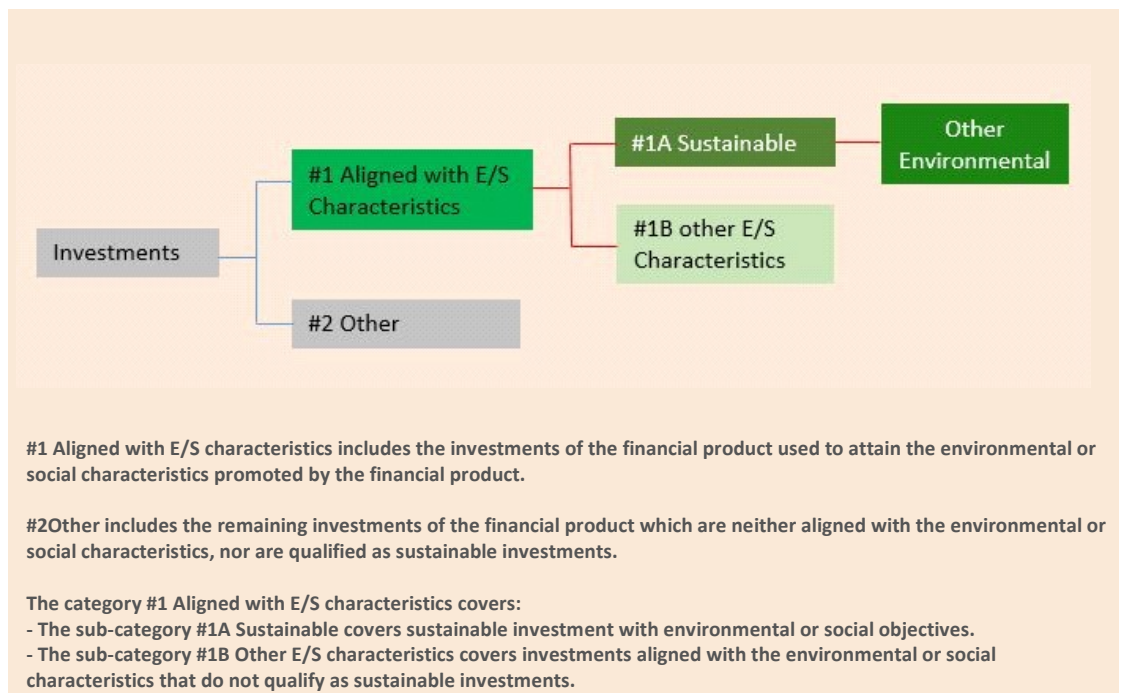 Other
Environmental
#1A Sustainable
#1 Aligned with E/S
Characteristics
#1B other E/S
Characteristics
Investments
#2 Other
#1 Aligned with E/S characteristics includes the investments of the financial product used to attain the environmental or
social characteristics promoted by the financial product.
#2Other includes the remaining investments of the financial product which are neither aligned with the environmental or
social characteristics, nor are qualified as sustainable investments.
The category #1 Aligned with E/S characteristics covers:
- The sub-category #1A Sustainable covers sustainable investment with environmental or social objectives.
- The sub-category #1B Other E/S characteristics covers investments aligned with the environmental or social
characteristics that do not qualify as sustainable investments.